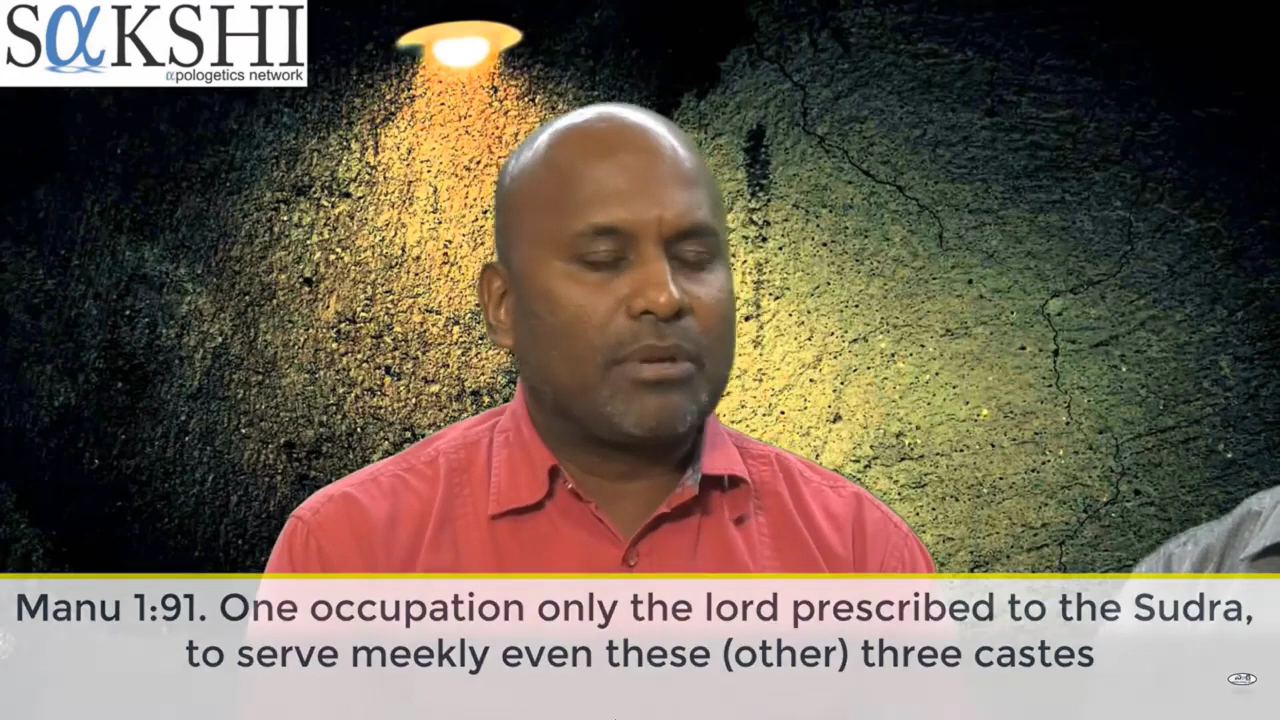 SαKSHI
αpologetics network
Manu 1:91. One occupation only the lord prescribed to the Sudra,
to serve meekly even these (other) three castes